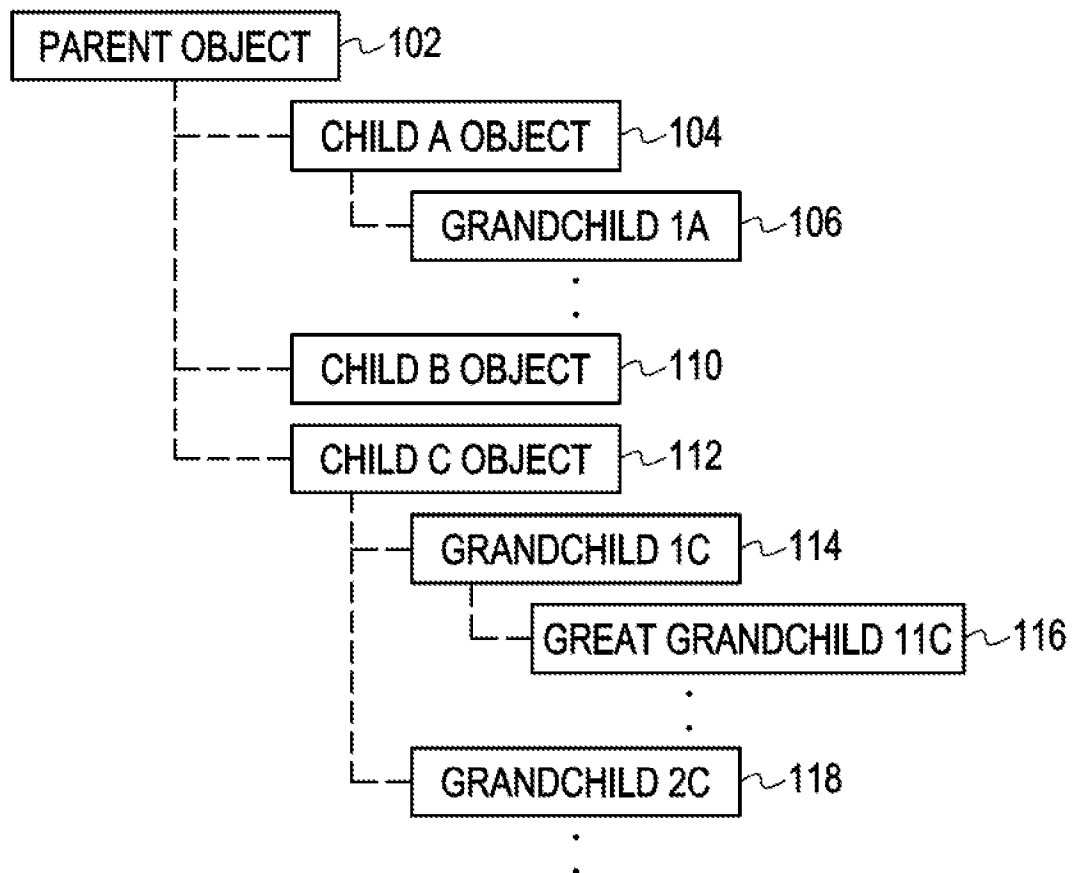 PARENT OBJECT 102
CHILD A OBJECT 104
GRANDCHILD 1A 106
CHILD B OBJECT 110
CHILD C OBJECT 112
GRANDCHILD 1C 114
GREAT GRANDCHILD 11C 116
GRANDCHILD 2C 118